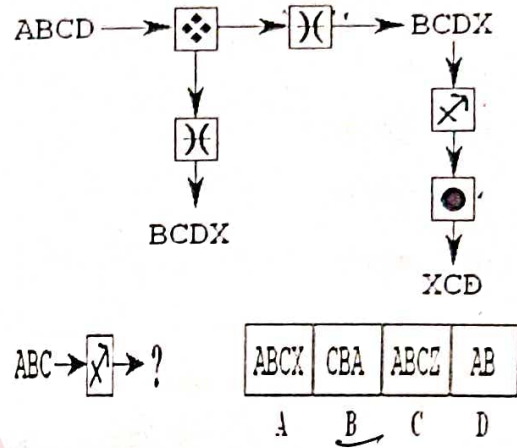 ABCD BCDX
BCDX
XCD
ABC ? ABCX CBA ABCZ AB
A B C D